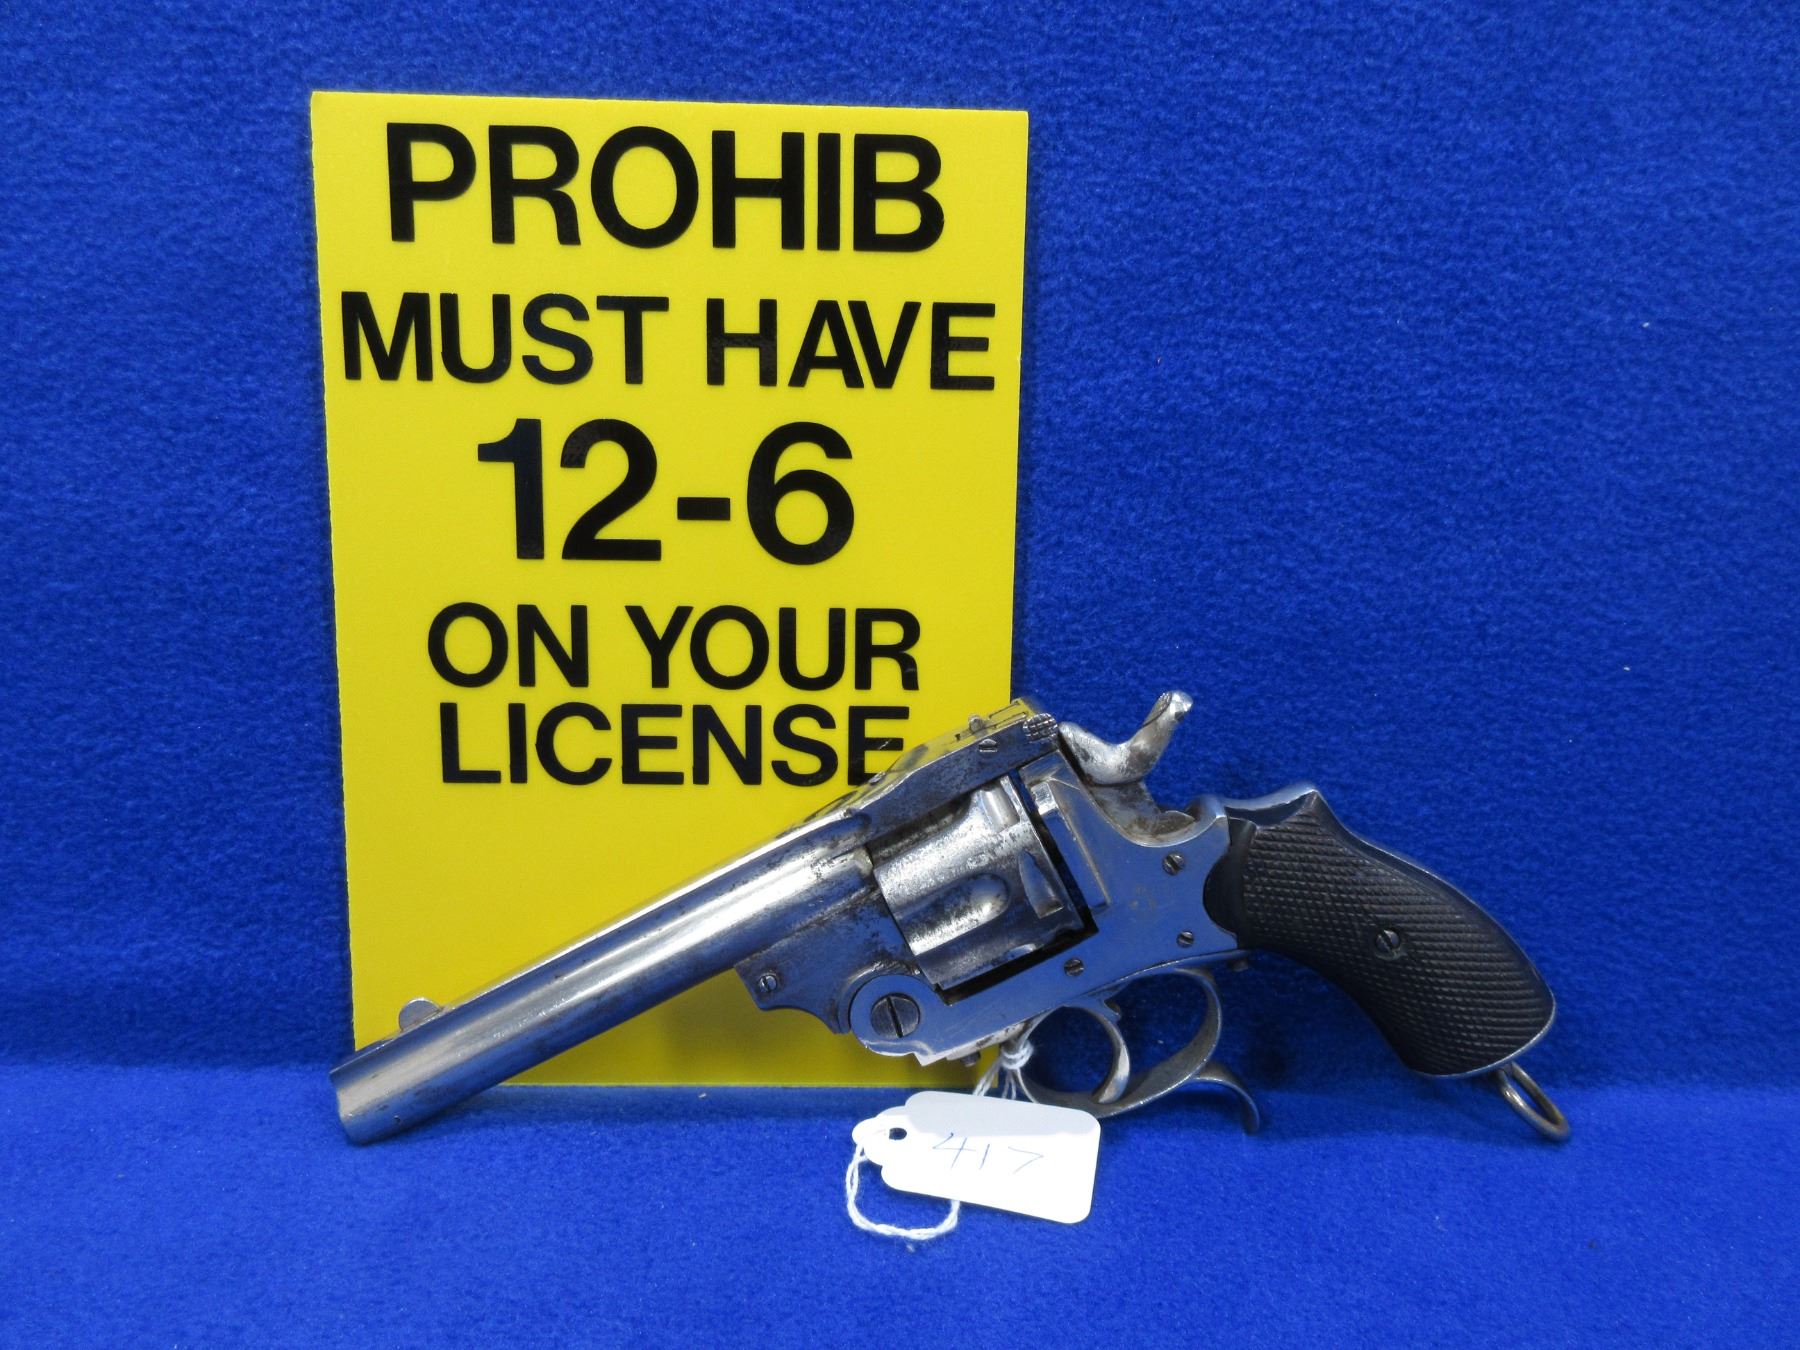 PROHIB
MUST HAVE
12-6
ON YOUR
LICENSE
417